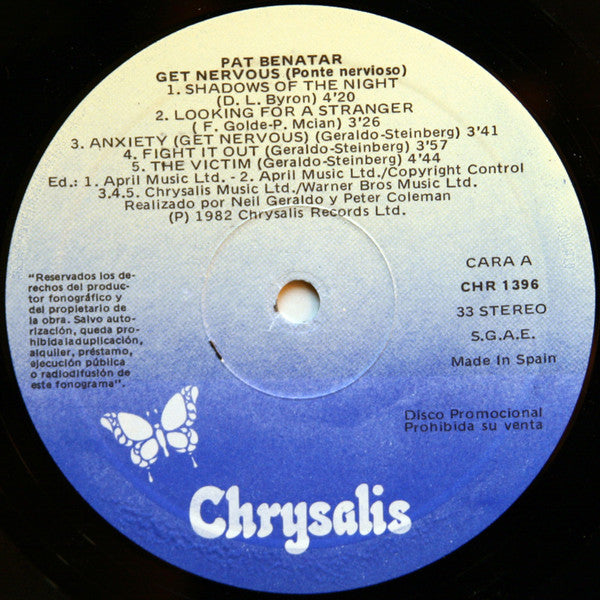 PAT BENATAR
GET NERVOUS (Ponte nervioso)
1. SHADOWS OF THE NIGHT
(D. L. Byron) 4'20
2. LOOKING FOR A STRANGER
( F. Golde-P. Mcian) 3'26
3. ANXIETY (GET NERVOUS) (Geraldo-Steinberg) 3'41
4. FIGHT IT OUT (Geraldo-Steinberg) 3'57
5. THE VICTIM (Geraldo-Steinberg) 4'44
Ed.: 1. April Music Ltd. - 2. April Music Ltd./Copyright Control
3.4.5. Chrysalis Music Ltd./Warner Bros Music Ltd.
Realizado por Neil Geraldo y Peter Coleman
(P) 1982 Chrysalis Records Ltd.
"Reservados los de-
rechos del produc-
tor fonográfico y
del propietario de
la obra. Salvo auto-
rización, queda pro-
hibida la duplicación,
alquiler, préstamo,
ejecución pública
o radiodifusión de
este fonograma".
CARA A
CHR 1396
33 STEREO
S.G.A.E.
Made In Spain
Disco Promocional
Prohibida su venta
Chrysalis